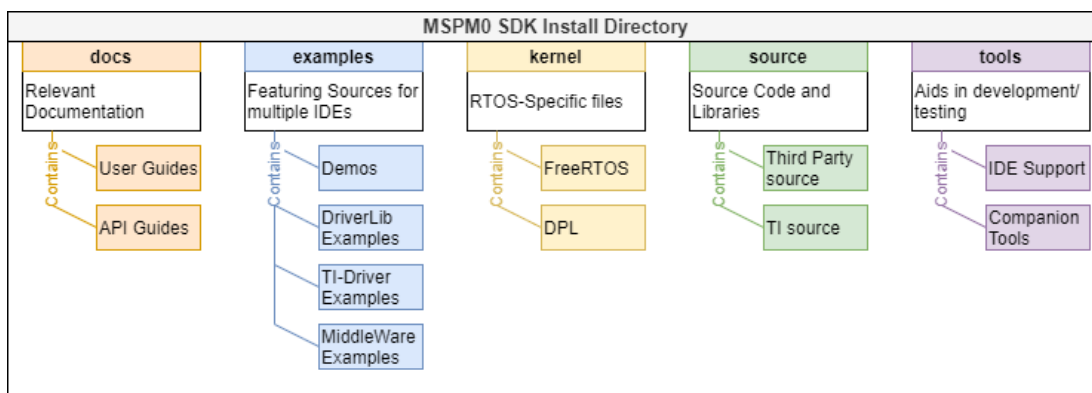 MSPM0 SDK Install Directory
docs
Relevant
Documentation
Contains
User Guides
API Guides
examples
Featuring Sources for
multiple IDEs
Contains
Demos
DriverLib
Examples
TI-Driver
Examples
MiddleWare
Examples
kernel
RTOS-Specific files
Contains
FreeRTOS
DPL
source
Source Code and
Libraries
Contains
Third Party
source
TI source
tools
Aids in development/
testing
Contains
IDE Support
Companion
Tools